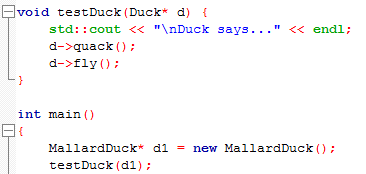 void testDuck(Duck* d) {
    std::cout << "\nDuck says..." << endl;
    d->quack();
    d->fly();
}

int main()
{
    MallardDuck* d1 = new MallardDuck();
    testDuck(d1);